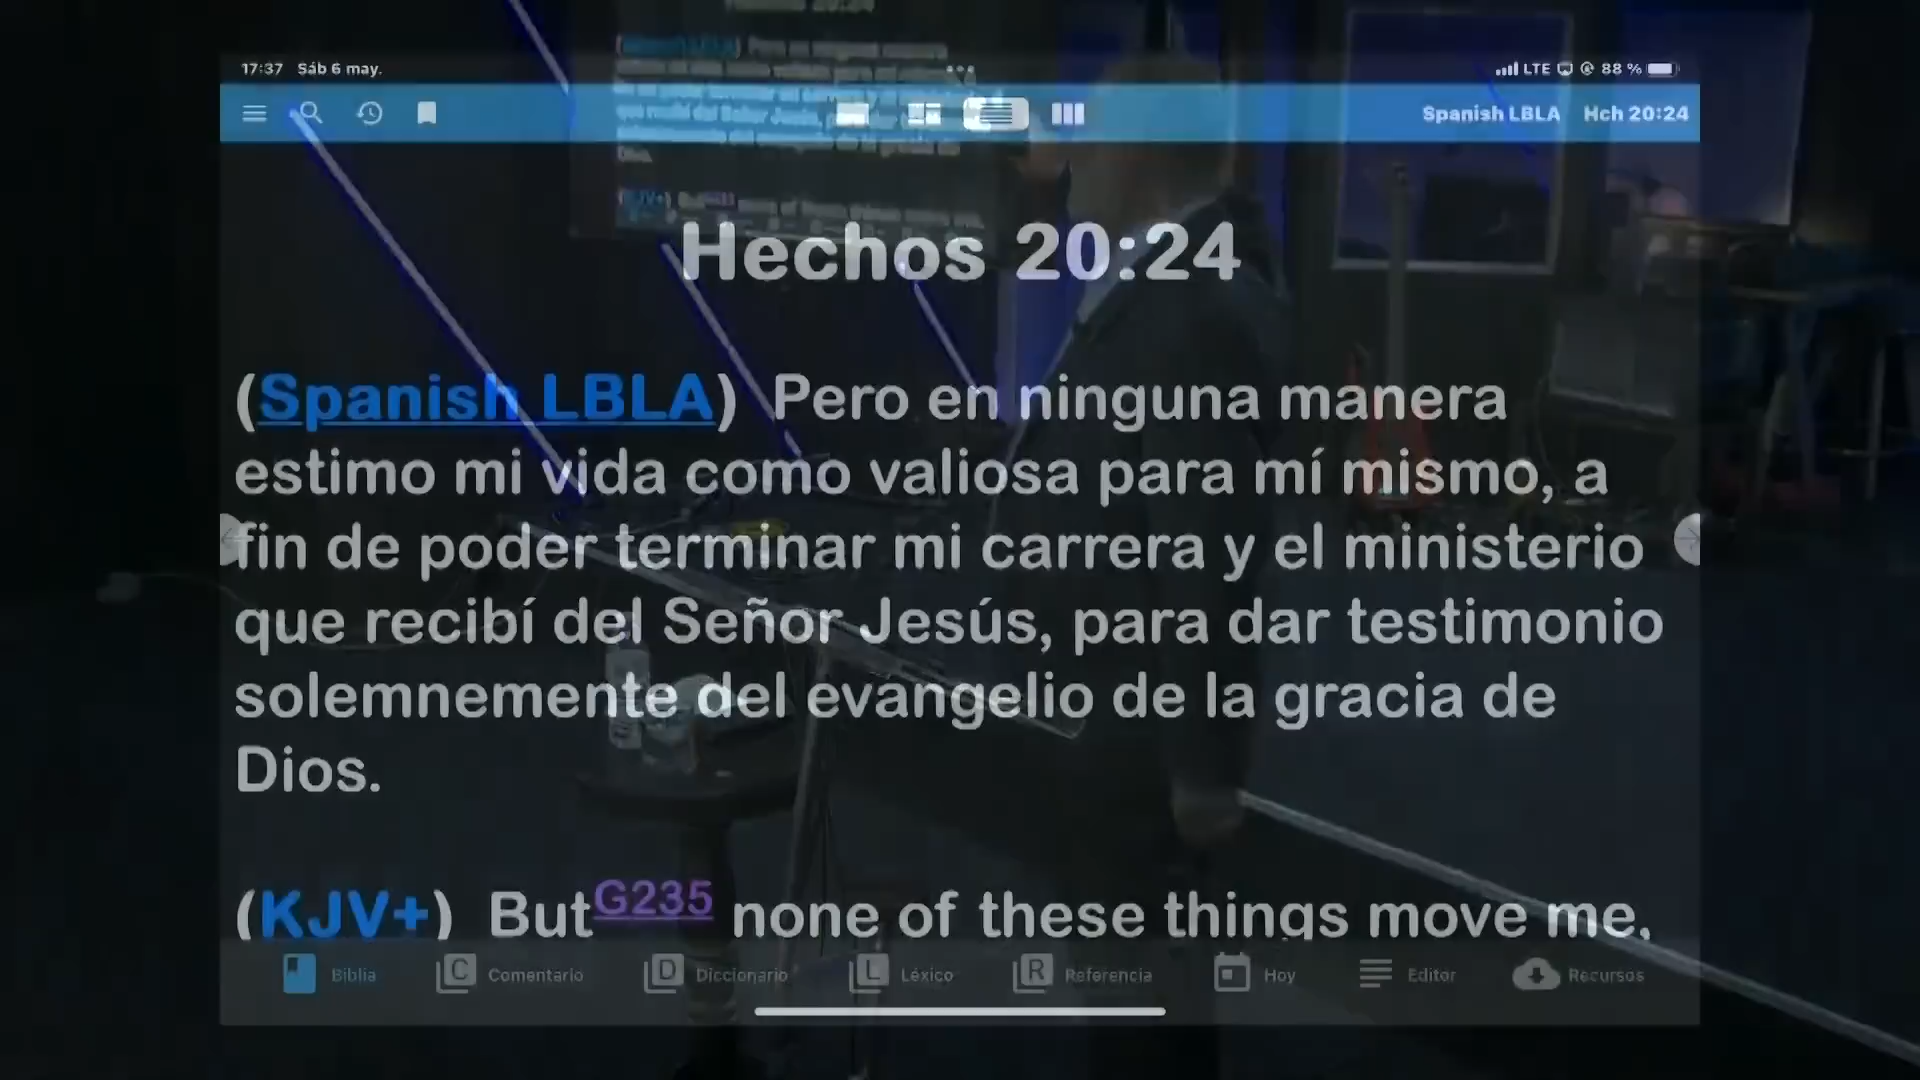 17:37 Sáb 6 may.
LTE 88 %
Spanish LBLA Hch 20:24
Hechos 20:24
(Spanish LBLA) Pero en ninguna manera
estimo mi vida como valiosa para mí mismo, a
fin de poder terminar mi carrera y el ministerio
que recibí del Señor Jesús, para dar testimonio
solemnemente del evangelio de la gracia de
Dios.
(KJV+) But G235 none of these things move me,
Biblia C Comentario D Diccionario L Léxico R Referencia Hoy Editor Recursos